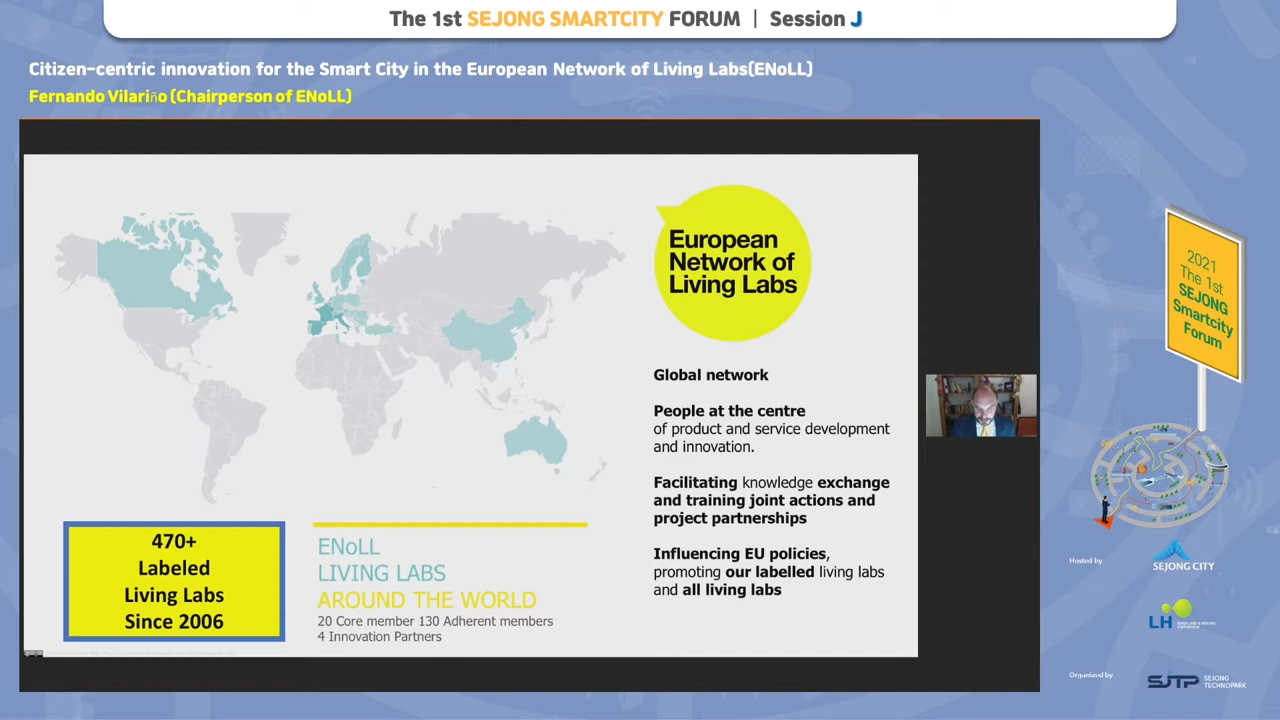 The 1st SEJONG SMARTCITY FORUM | Session J
Citizen-centric innovation for the Smart City in the European Network of Living Labs(ENoLL)
Fernando Vilariño (Chairperson of ENoLL)
European
Network of
Living Labs
Global network
People at the centre
of product and service development
and innovation.
Facilitating knowledge exchange
and training joint actions and
project partnerships
Influencing EU policies,
promoting our labelled living labs
and all living labs
470+
Labeled
Living Labs
Since 2006
ENoLL
LIVING LABS
AROUND THE WORLD
20 Core member 130 Adherent members
4 Innovation Partners
2021
The 1st
SEJONG
Smartcity
Forum
Hosted by
SEJONG CITY
LH
Organized by
SJTP SEJONG
TECHNOPARK